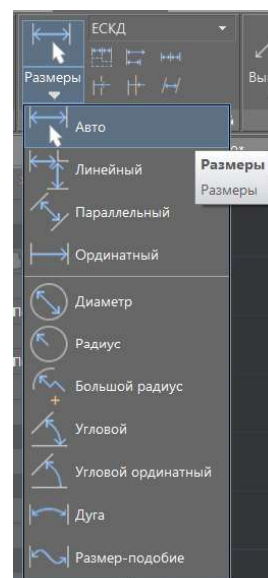 ЕСКД
Размеры
Вы
Авто
Линейный
Размеры
Размеры
Параллельный
Ординатный
Диаметр
Радиус
Большой радиус
Угловой
Угловой ординатный
Дуга
Размер-подобие